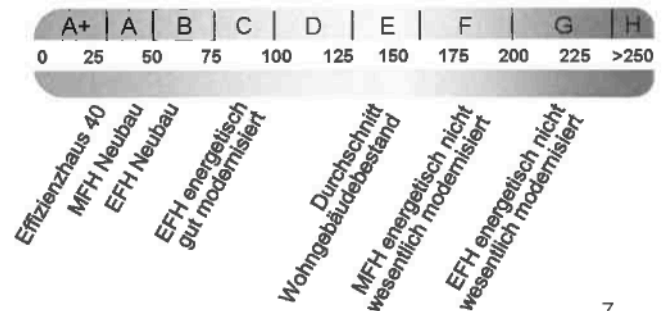 A+ | A | B | C | D | E | F | G | H
0 25 50 75 100 125 150 175 200 225 >250
Effizienzhaus 40
MFH Neubau
EFH Neubau
EFH energetisch
gut modernisiert
Durchschnitt
Wohngebäudebestand
MFH energetisch nicht
wesentlich modernisiert
EFH energetisch nicht
wesentlich modernisiert
7